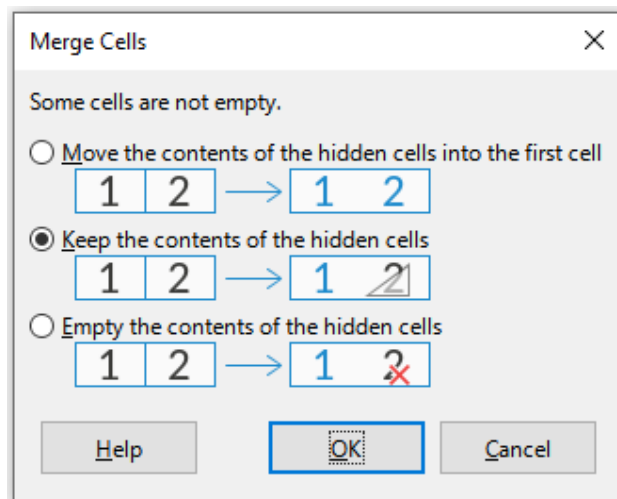 Merge Cells
Some cells are not empty.
Move the contents of the hidden cells into the first cell
1 2 1 2
Keep the contents of the hidden cells
1 2 1 2
Empty the contents of the hidden cells
1 2 1 2
Help OK Cancel